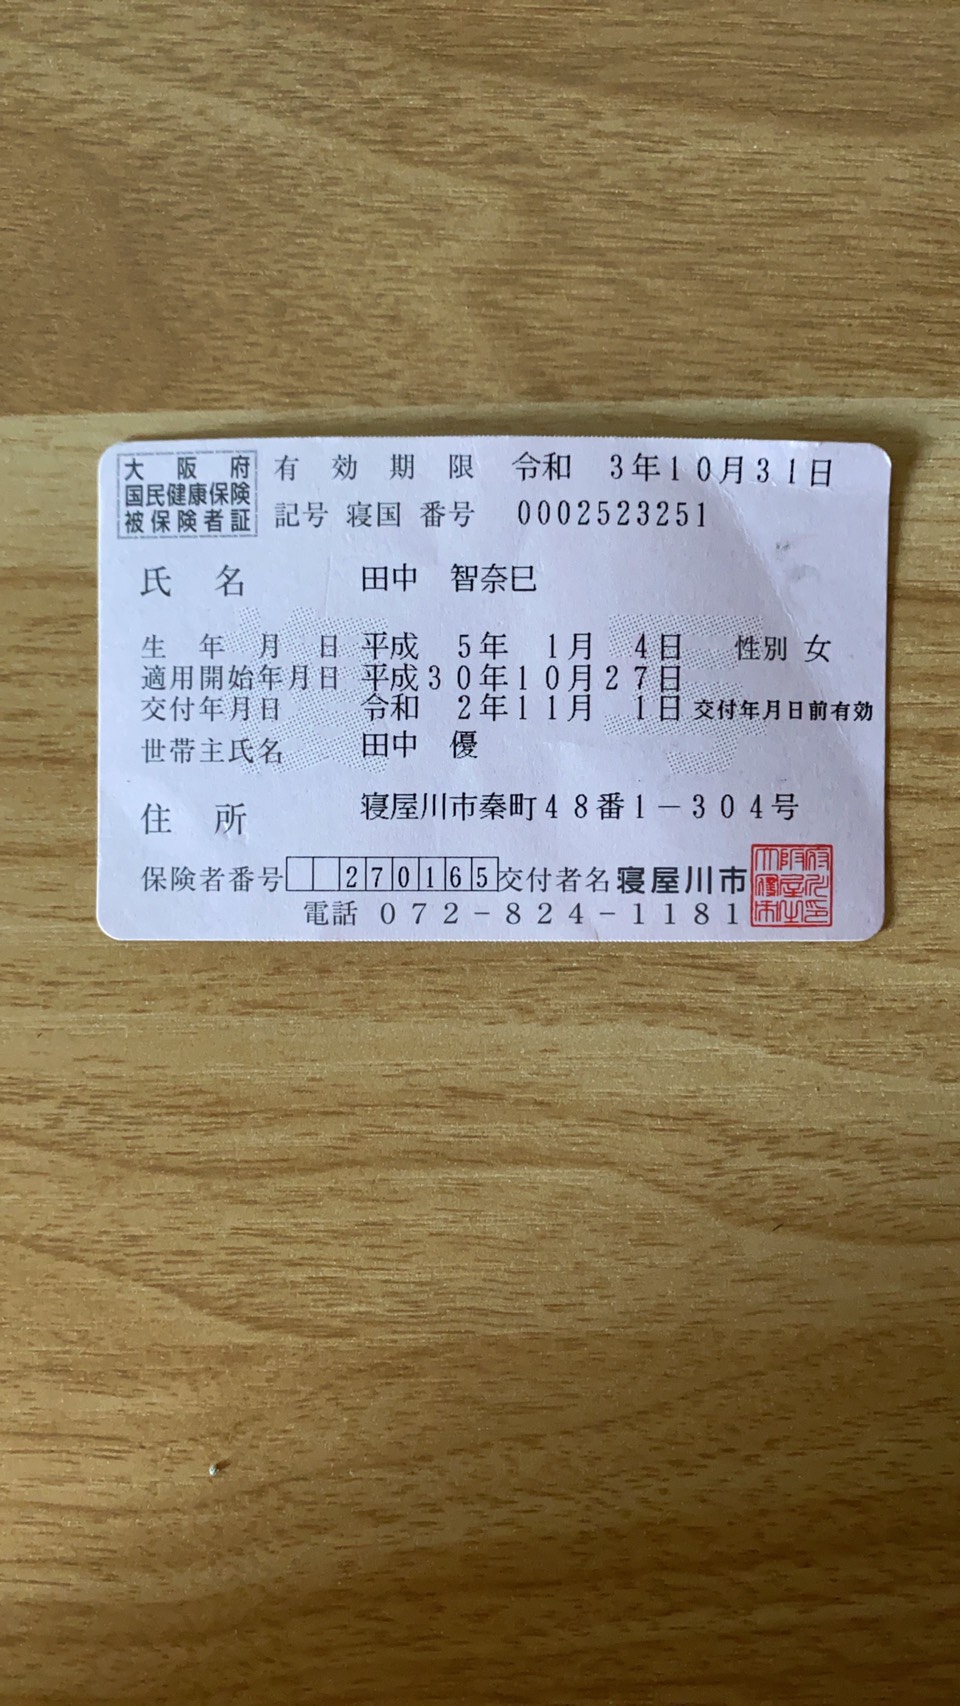 大阪府
国民健康保険
被保険者証
有効期限 令和 3年10月31日
記号 寝国 番号 0002523251
氏名 田中 智奈巳
生年月日 平成 5年 1月 4日 性別 女
適用開始年月日 平成30年10月27日
交付年月日 令和 2年11月 1日 交付年月日前有効
世帯主氏名 田中 優
住所 寝屋川市秦町48番1-304号
保険者番号 270165 交付者名 寝屋川市
電話 072-824-1181